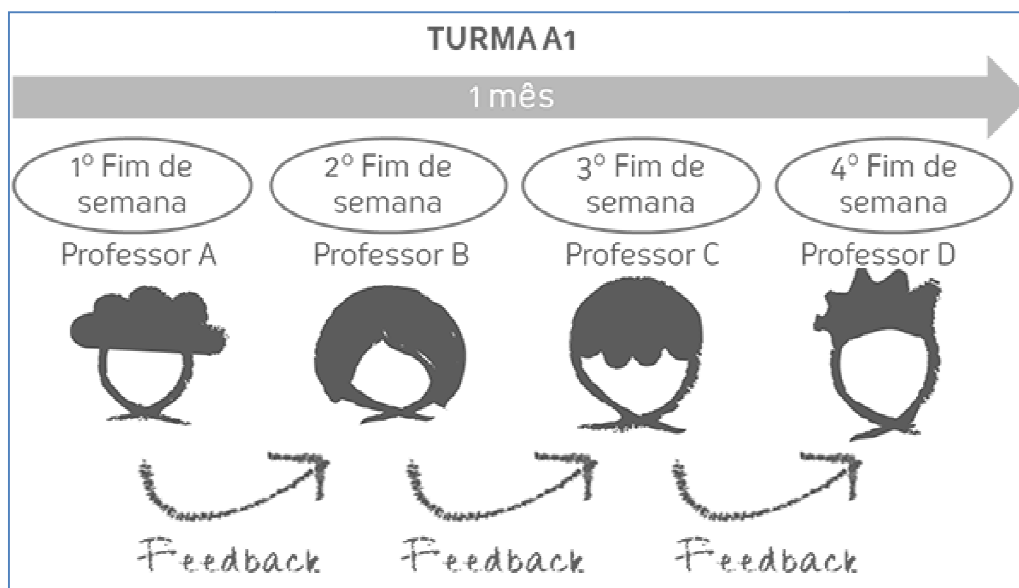 TURMA A1
1 mês
1º Fim de
semana
2º Fim de
semana
3º Fim de
semana
4º Fim de
semana
Professor A
Professor B
Professor C
Professor D
Feedback
Feedback
Feedback